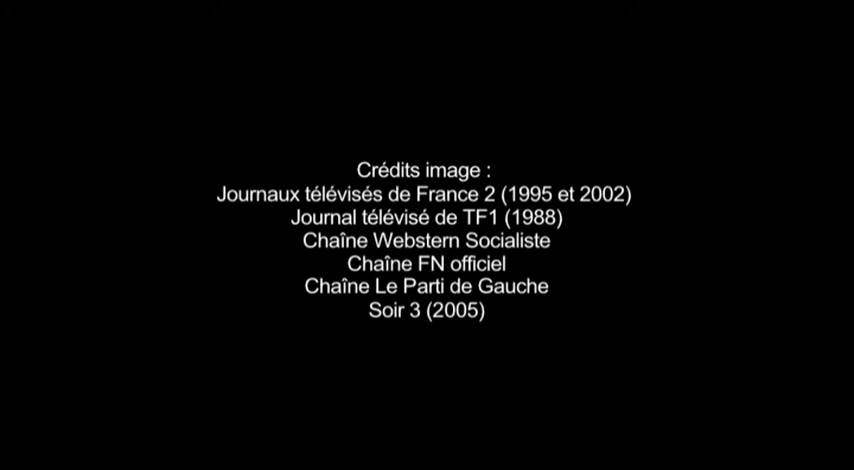 Crédits image :
Journaux télévisés de France 2 (1995 et 2002)
Journal télévisé de TF1 (1988)
Chaîne Webstern Socialiste
Chaîne FN officiel
Chaîne Le Parti de Gauche
Soir 3 (2005)